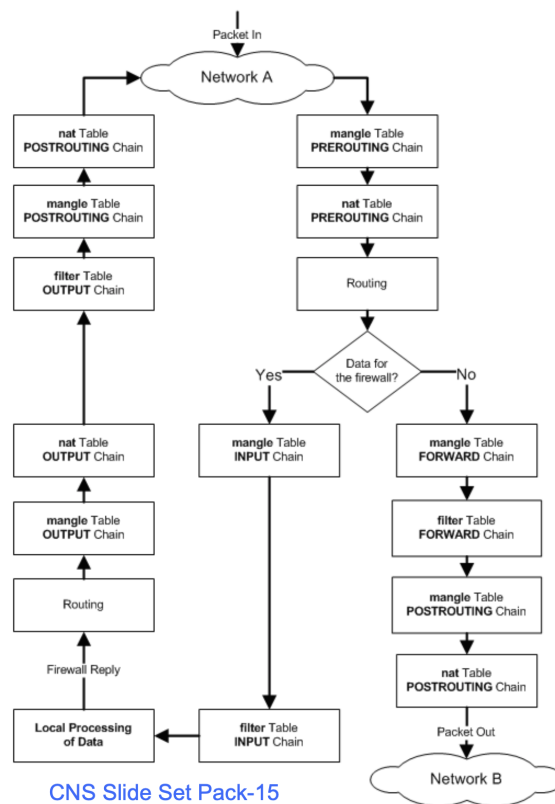 Packet In
Network A
nat Table
POSTROUTING Chain
mangle Table
POSTROUTING Chain
filter Table
OUTPUT Chain
nat Table
OUTPUT Chain
mangle Table
OUTPUT Chain
Routing
Firewall Reply
Local Processing
of Data
mangle Table
PREROUTING Chain
nat Table
PREROUTING Chain
Routing
Data for
the firewall?
Yes
No
mangle Table
INPUT Chain
filter Table
INPUT Chain
mangle Table
FORWARD Chain
filter Table
FORWARD Chain
mangle Table
POSTROUTING Chain
nat Table
POSTROUTING Chain
Packet Out
Network B
CNS Slide Set Pack-15